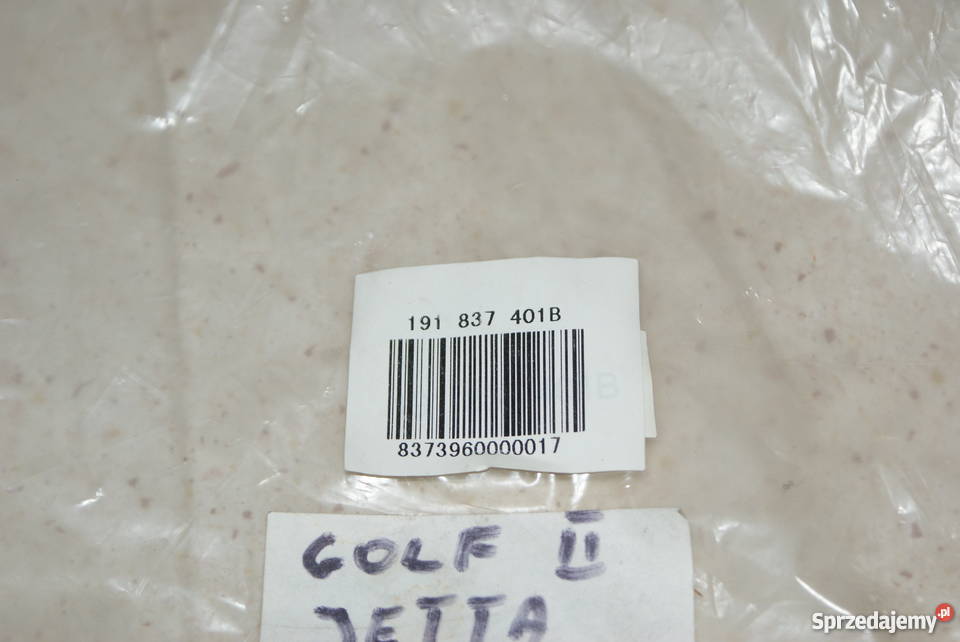 191 837 401B
8373960000017
GOLF II
JETTA
Sprzedajemy.pl